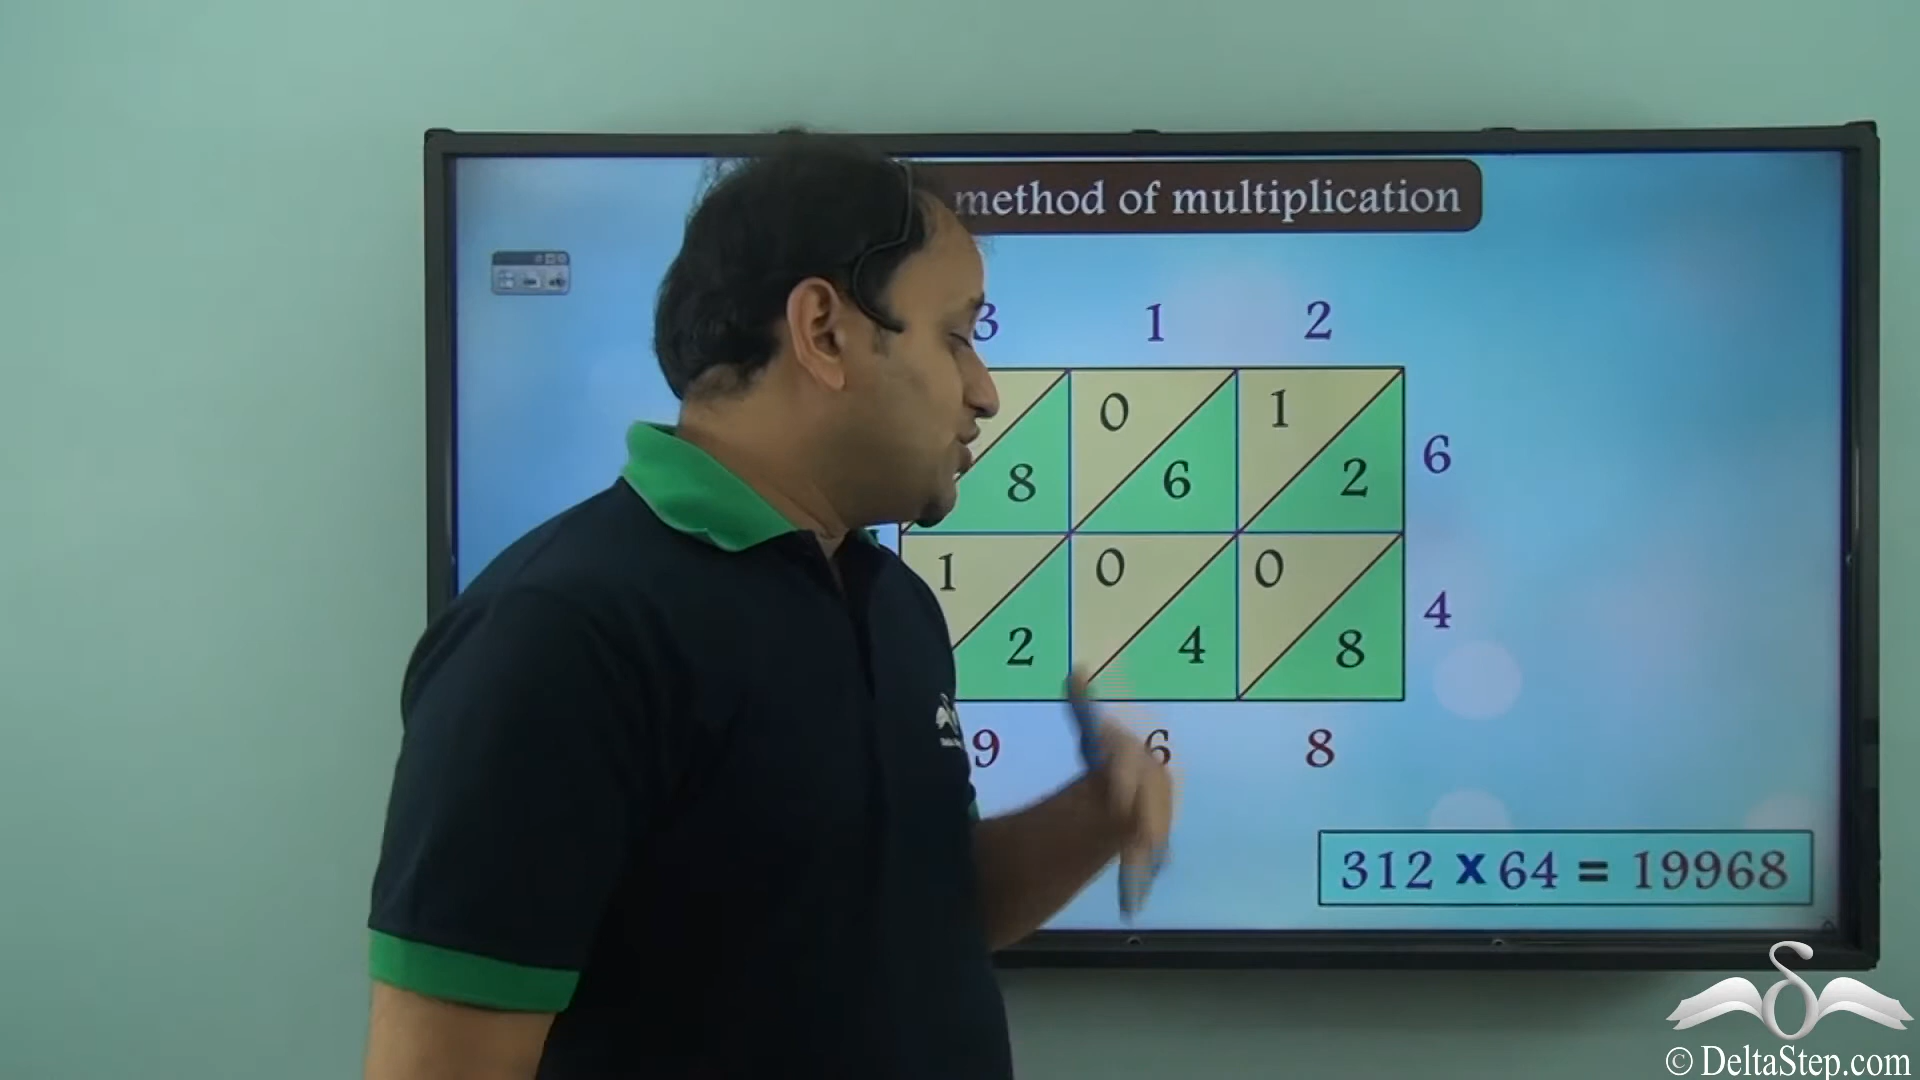 method of multiplication
3 1 2
0 1
8 6 2 6
1 0 0
2 4 8 4
9 6 8
312 x 64 = 19968
© DeltaStep.com